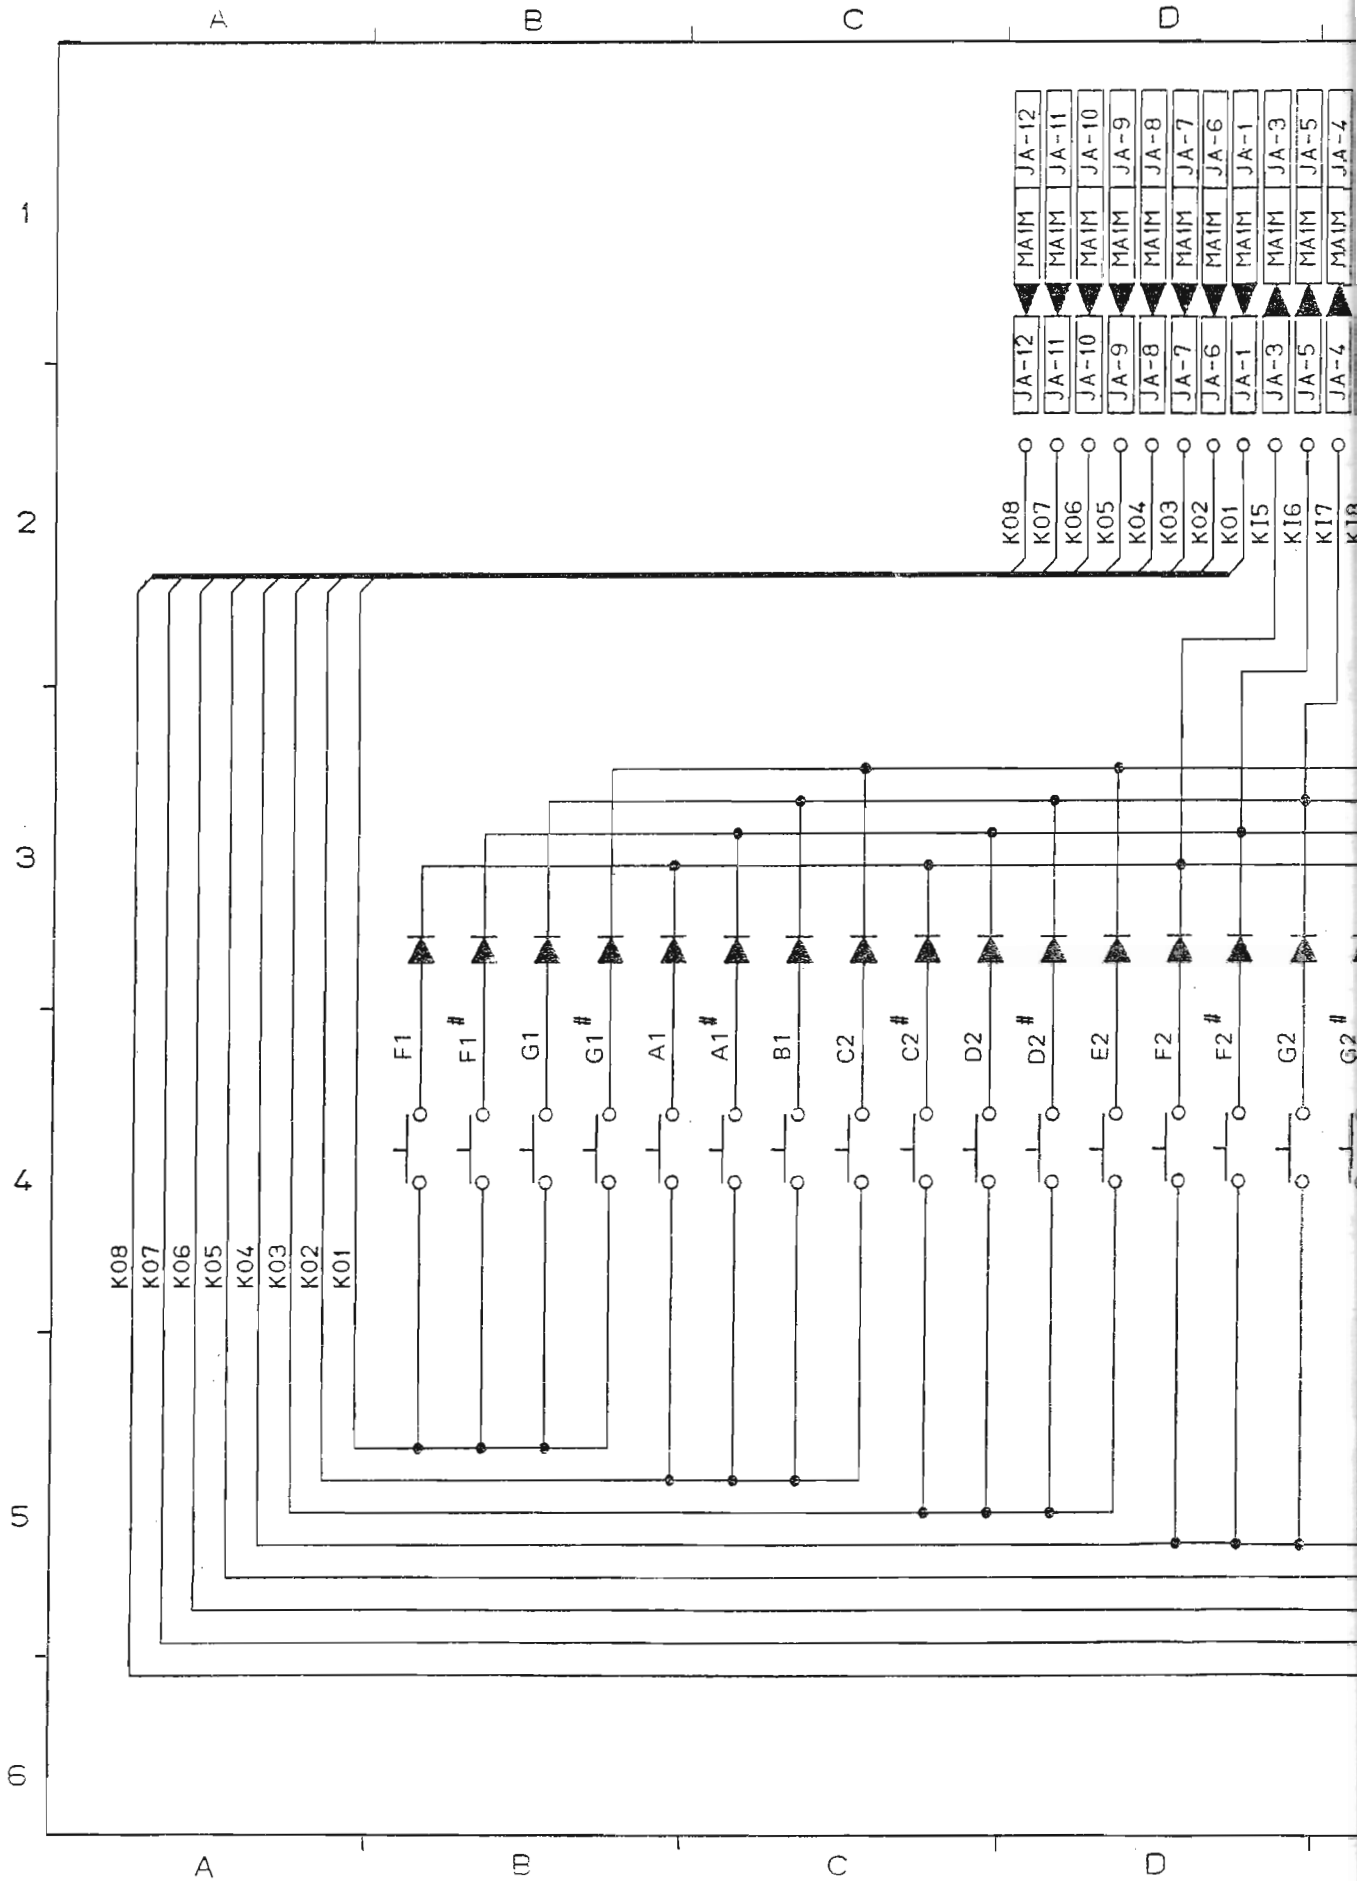 A B C D
JA-12 JA-11 JA-10 JA-9 JA-8 JA-7 JA-6 JA-1 JA-3 JA-5 JA-4
1
MA1M MA1M MA1M MA1M MA1M MA1M MA1M MA1M MA1M MA1M MA1M
JA-12 JA-11 JA-10 JA-9 JA-8 JA-7 JA-6 JA-1 JA-3 JA-5 JA-4
2
K08 K07 K06 K05 K04 K03 K02 K01 KI5 KI6 KI7 KI8
3
F1 F1# G1 G1# A1 A1# B1 C2 C2# D2 D2# E2 F2 F2# G2 G2#
4
K08 K07 K06 K05 K04 K03 K02 K01
5
6
A B C D